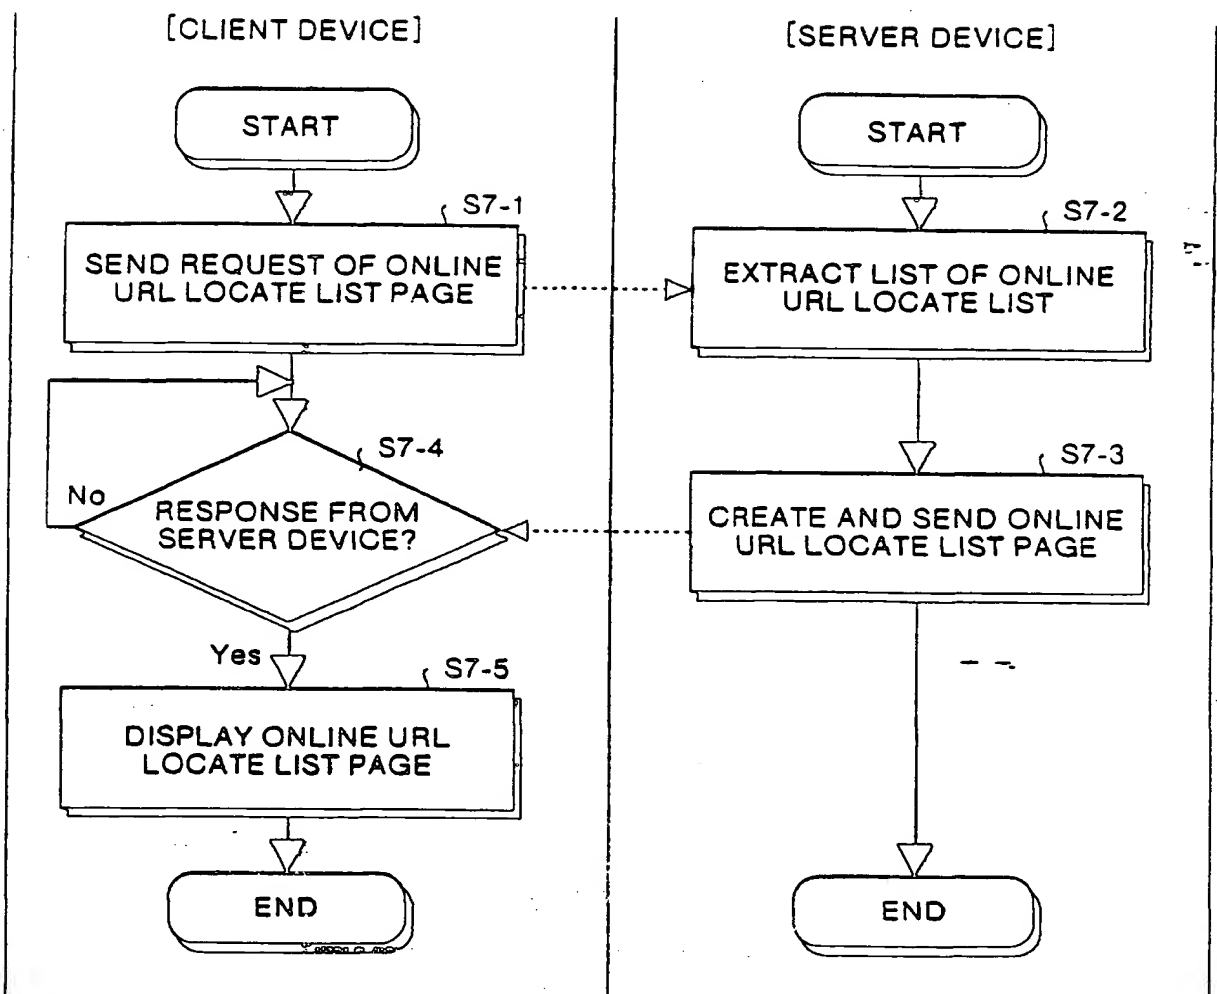 [CLIENT DEVICE]
START
S7-1
SEND REQUEST OF ONLINE
URL LOCATE LIST PAGE
S7-4
No
RESPONSE FROM
SERVER DEVICE?
Yes
S7-5
DISPLAY ONLINE URL
LOCATE LIST PAGE
END
[SERVER DEVICE]
START
S7-2
EXTRACT LIST OF ONLINE
URL LOCATE LIST
S7-3
CREATE AND SEND ONLINE
URL LOCATE LIST PAGE
END